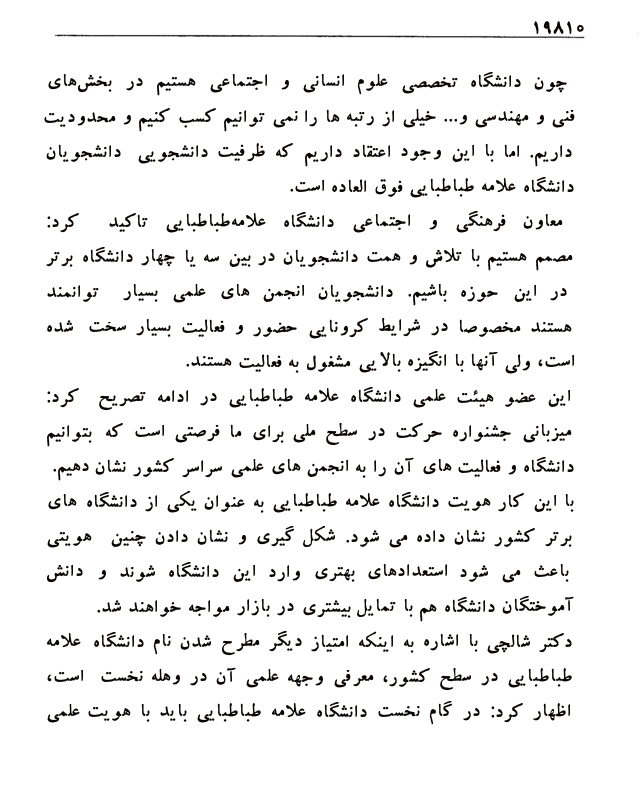 ۱۹۸۱۰
چون دانشگاه تخصصی علوم انسانی و اجتماعی هستیم در بخش‌های
فنی و مهندسی و... خیلی از رتبه ها را نمی توانیم کسب کنیم و محدودیت
داریم. اما با این وجود اعتقاد داریم که ظرفیت دانشجویی دانشجویان
دانشگاه علامه طباطبایی فوق العاده است.
معاون فرهنگی و اجتماعی دانشگاه علامه‌طباطبایی تاکید کرد:
مصمم هستیم با تلاش و همت دانشجویان در بین سه یا چهار دانشگاه برتر
در این حوزه باشیم. دانشجویان انجمن های علمی بسیار توانمند
هستند مخصوصا در شرایط کرونایی حضور و فعالیت بسیار سخت شده
است، ولی آنها با انگیزه بالایی مشغول به فعالیت هستند.
این عضو هیئت علمی دانشگاه علامه طباطبایی در ادامه تصریح کرد:
میزبانی جشنواره حرکت در سطح ملی برای ما فرصتی است که بتوانیم
دانشگاه و فعالیت های آن را به انجمن های علمی سراسر کشور نشان دهیم.
با این کار هویت دانشگاه علامه طباطبایی به عنوان یکی از دانشگاه های
برتر کشور نشان داده می شود. شکل گیری و نشان دادن چنین هویتی
باعث می شود استعدادهای بهتری وارد این دانشگاه شوند و دانش
آموختگان دانشگاه هم با تمایل بیشتری در بازار مواجه خواهند شد.
دکتر شالچی با اشاره به اینکه امتیاز دیگر مطرح شدن نام دانشگاه علامه
طباطبایی در سطح کشور، معرفی وجهه علمی آن در وهله نخست است،
اظهار کرد: در گام نخست دانشگاه علامه طباطبایی باید با هویت علمی